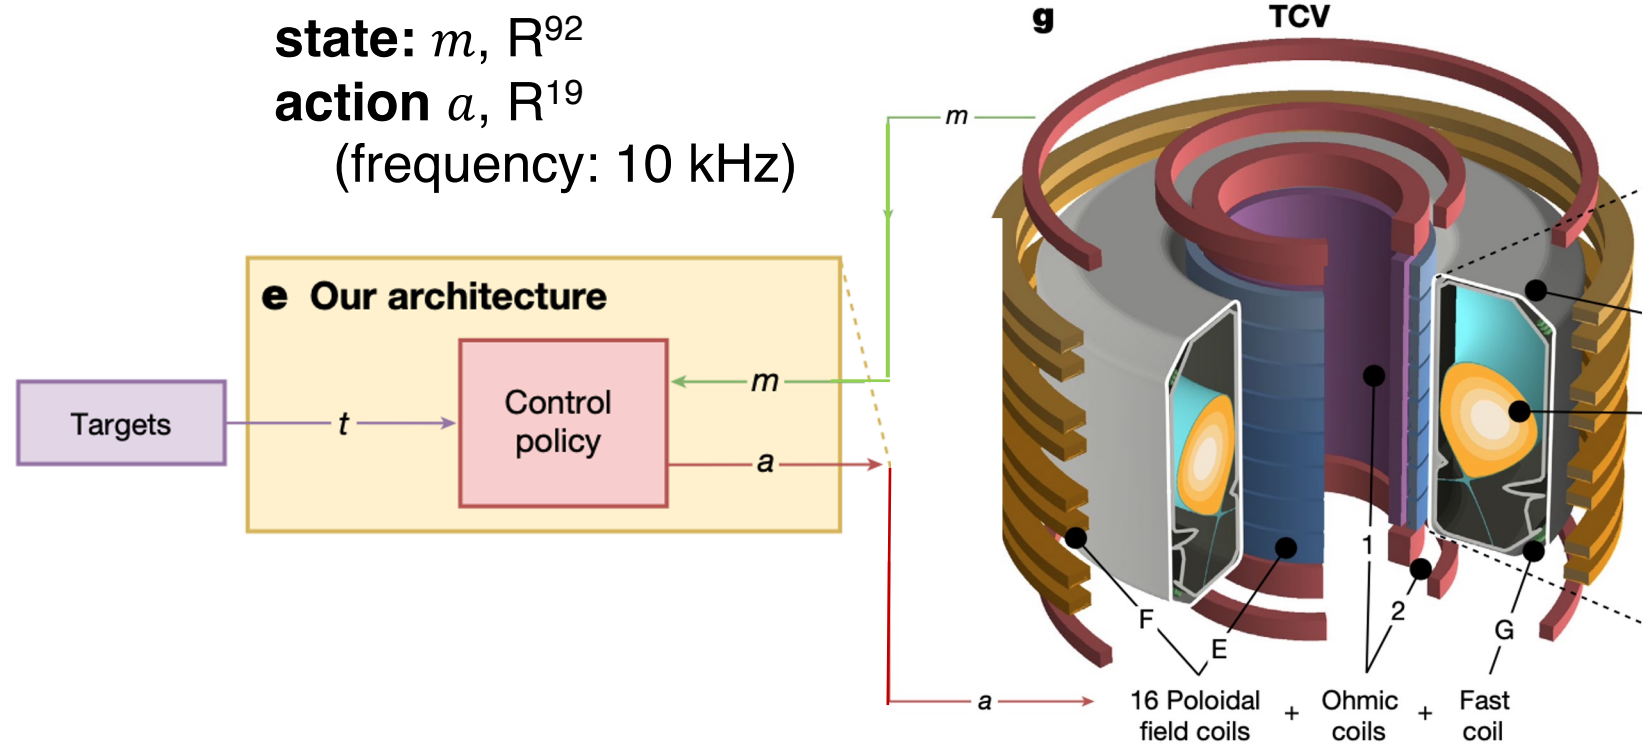 state: m, R⁹²
action a, R¹⁹
(frequency: 10 kHz)
g
TCV
m
e Our architecture
Targets
t
Control
policy
m
a
1
2
F
E
G
a
16 Poloidal
field coils
+
Ohmic
coils
+
Fast
coil